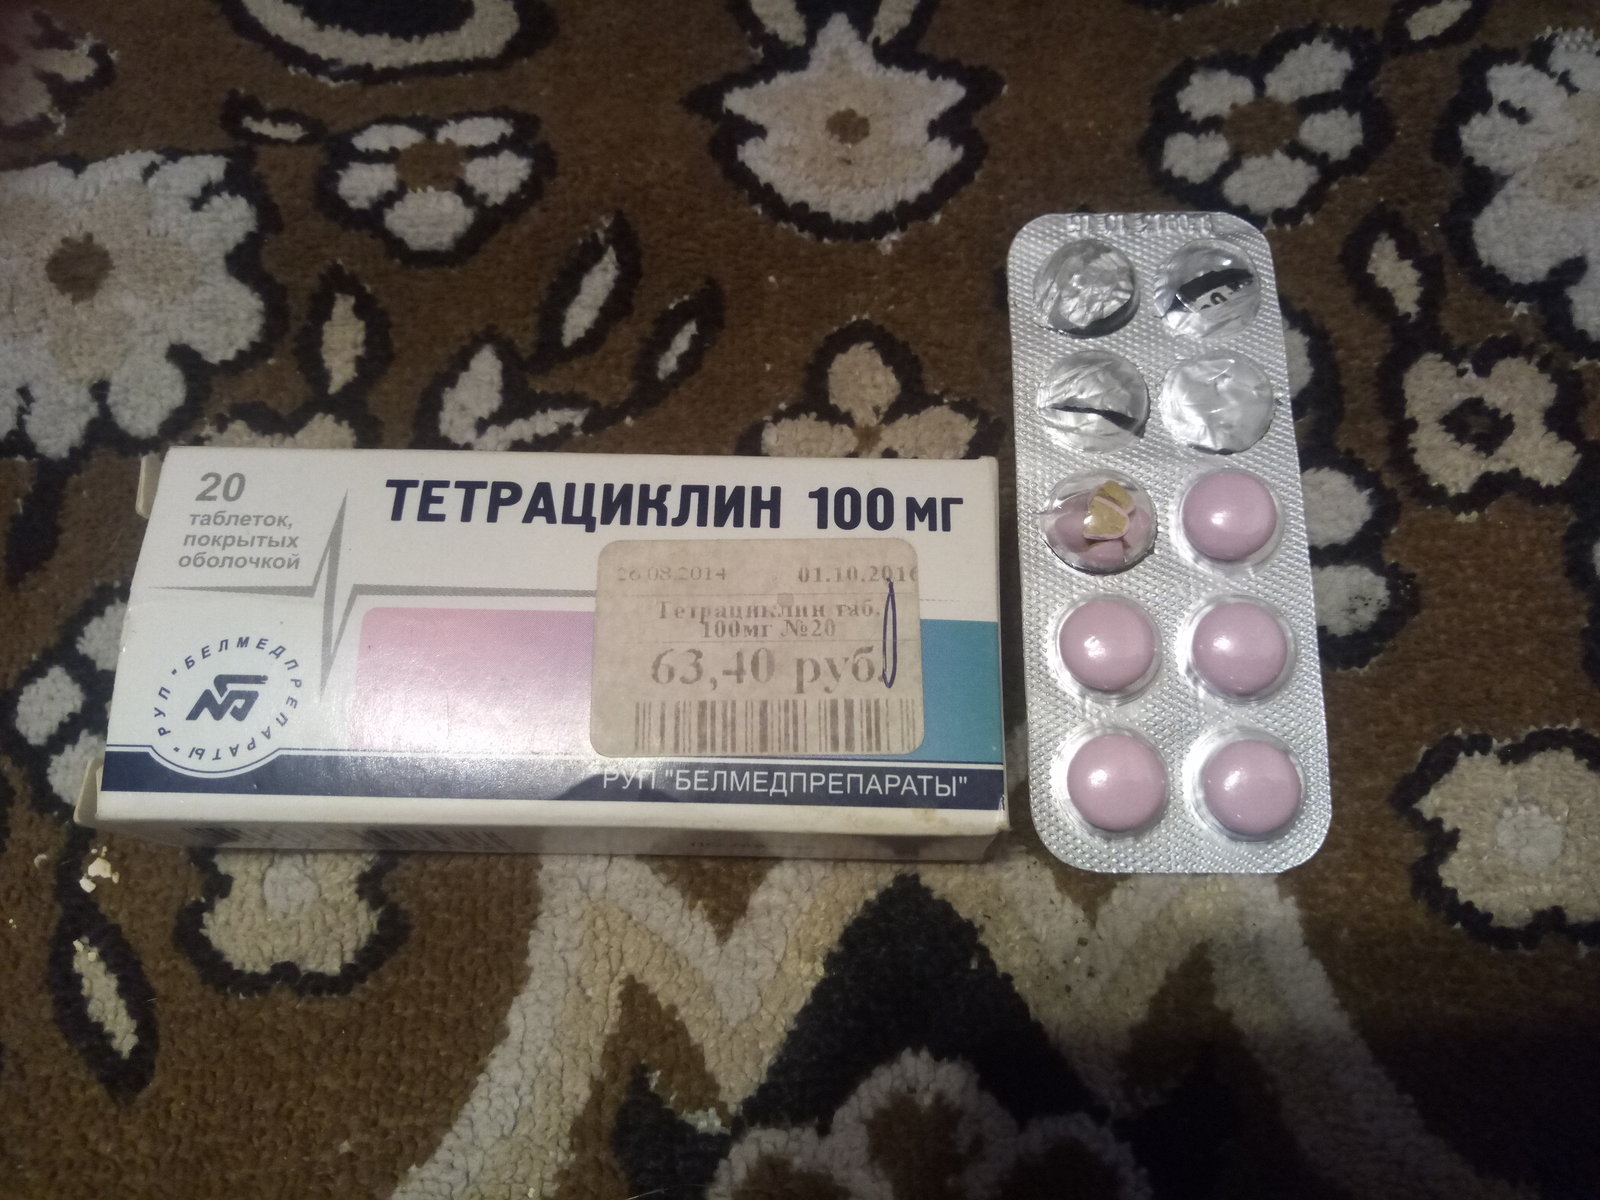 20
таблеток,
покрытых
оболочкой
ТЕТРАЦИКЛИН 100 мг
26.08.2014 01.10.2016
Тетрациклин таб.
100мг №20
63,40 руб.
РУП "БЕЛМЕДПРЕПАРАТЫ"
РУП "БЕЛМЕДПРЕПАРАТЫ"